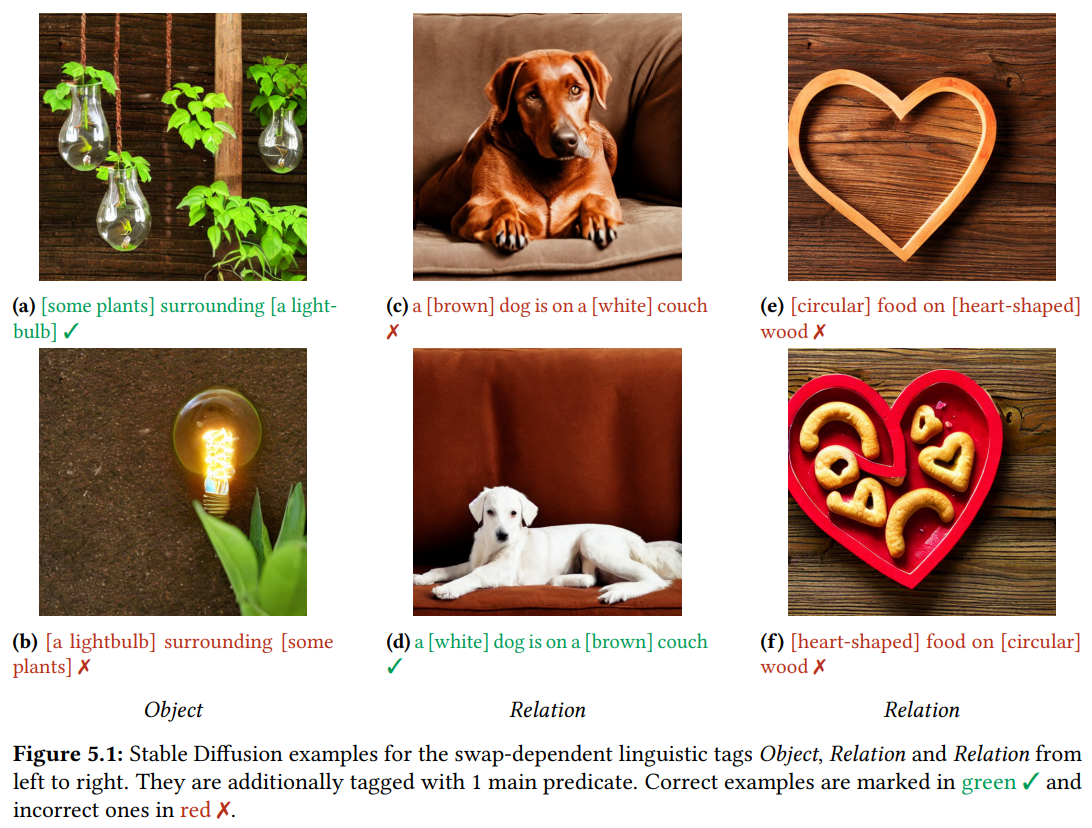 (a) [some plants] surrounding [a light-
bulb] ✓
(c) a [brown] dog is on a [white] couch
✗
(e) [circular] food on [heart-shaped]
wood ✗
(b) [a lightbulb] surrounding [some
plants] ✗
(d) a [white] dog is on a [brown] couch
✓
(f) [heart-shaped] food on [circular]
wood ✗
Object
Relation
Relation
Figure 5.1: Stable Diffusion examples for the swap-dependent linguistic tags Object, Relation and Relation from
left to right. They are additionally tagged with 1 main predicate. Correct examples are marked in green ✓ and
incorrect ones in red ✗.